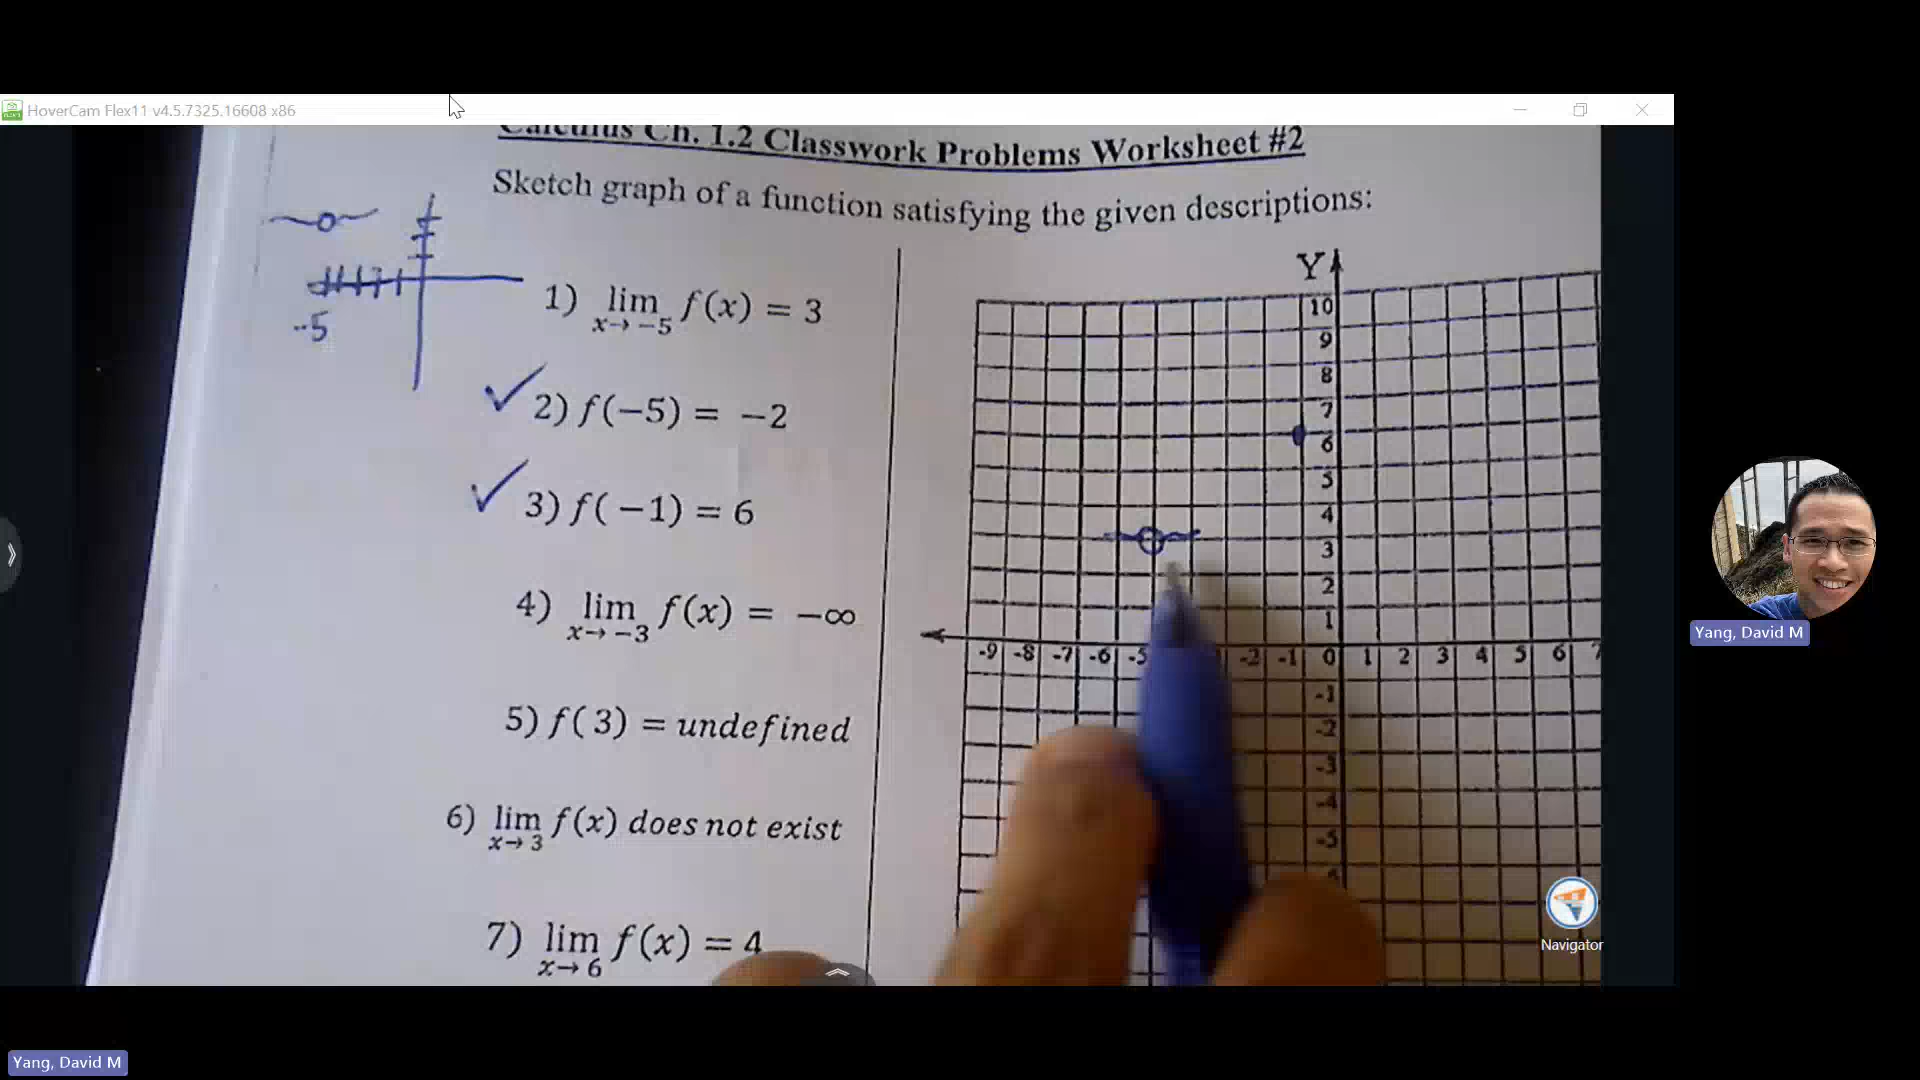 HoverCam Flex11 v4.5.7325.16608 x86
Calculus Ch. 1.2 Classwork Problems Worksheet #2
Sketch graph of a function satisfying the given descriptions:
-5
1) lim x→ −5 f(x) = 3
✓ 2) f(−5) = −2
✓ 3) f( −1) = 6
4) lim x→ −3 f(x) = −∞
5) f( 3) = undefined
6) lim x→ 3 f(x) does not exist
7) lim x→ 6 f(x) = 4
Y
10
9
8
7
6
5
4
3
2
1
-9 -8 -7 -6 -5 -2 -1 0 1 2 3 4 5 6 7
-1
-2
-3
-4
-5
Navigator
Yang, David M
Yang, David M